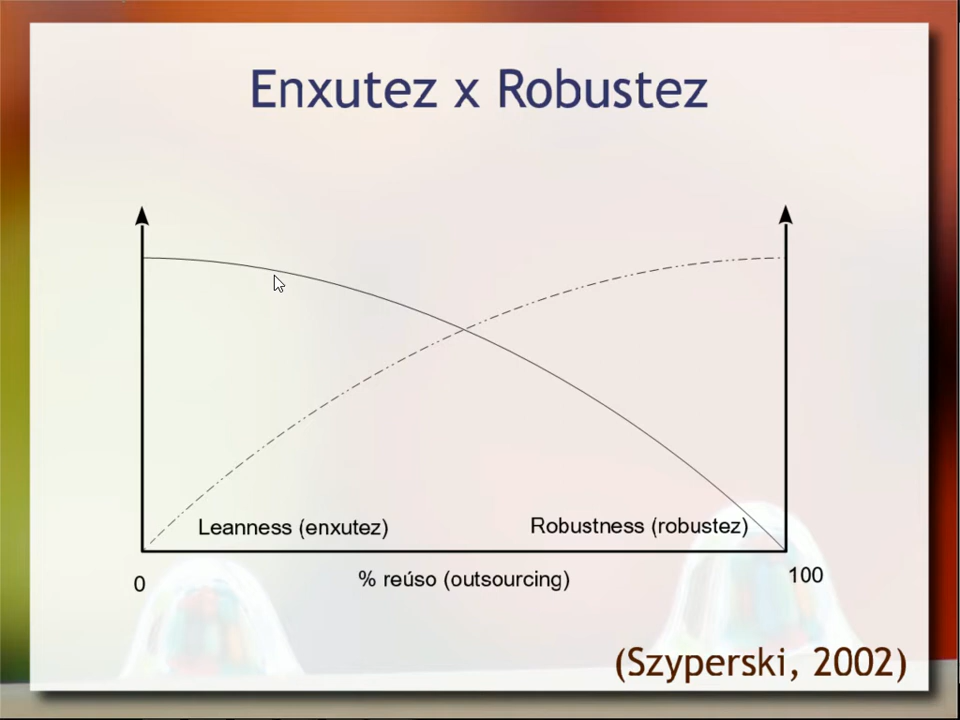 Enxutez x Robustez
Leanness (enxutez)
Robustness (robustez)
0
% reúso (outsourcing)
100
(Szyperski, 2002)